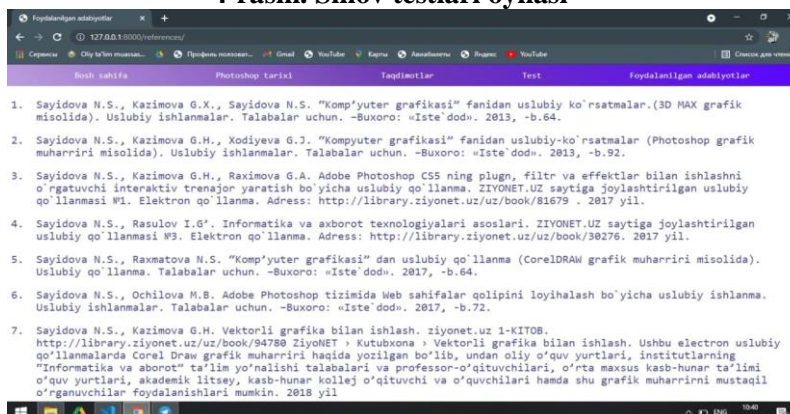 4-rasm. Sinov testlari oynasi
Foydalanilgan adabiyotlar
127.0.0.1:8000/references/
Сервисы Oliy ta'lim muassas... Профиль пользоват... Gmail YouTube Карты Авиабилеты Яндекс YouTube Список для чтения
Bosh sahifa Photoshop tarixi Taqdimotlar Test Foydalanilgan adabiyotlar
1. Sayidova N.S., Kazimova G.X., Sayidova N.S. “Komp’yuter grafikasi” fanidan uslubiy ko`rsatmalar.(3D MAX grafik
misolida). Uslubiy ishlanmalar. Talabalar uchun. –Buxoro: «Iste`dod». 2013, -b.64.
2. Sayidova N.S., Kazimova G.H., Xodiyeva G.J. “Kompyuter grafikasi” fanidan uslubiy-ko`rsatmalar (Photoshop grafik
muharriri misolida). Uslubiy ishlanmalar. Talabalar uchun. –Buxoro: «Iste`dod». 2013, -b.92.
3. Sayidova N.S., Kazimova G.H., Raximova G.A. Adobe Photoshop CS5 ning plugn, filtr va effektlar bilan ishlashni
o`rgatuvchi interaktiv trenajor yaratish bo`yicha uslubiy qo`llanma. ZIYONET.UZ saytiga joylashtirilgan uslubiy
qo`llanmasi №1. Elektron qo`llanma. Adress: http://library.ziyonet.uz/uz/book/81679 . 2017 yil.
4. Sayidova N.S., Rasulov I.G‘. Informatika va axborot texnologiyalari asoslari. ZIYONET.UZ saytiga joylashtirilgan
uslubiy qo`llanmasi №3. Elektron qo`llanma. Adress: http://library.ziyonet.uz/uz/book/30276. 2017 yil.
5. Sayidova N.S., Raxmatova N.S. “Komp’yuter grafikasi” dan uslubiy qo`llanma (CorelDRAW grafik muharriri misolida).
Uslubiy qo`llanma. Talabalar uchun. –Buxoro: «Iste`dod». 2017, -b.64.
6. Sayidova N.S., Ochilova M.B. Adobe Photoshop tizimida Web sahifalar qolipini loyihalash bo`yicha uslubiy ishlanma.
Uslubiy ishlanmalar. Talabalar uchun. –Buxoro: «Iste`dod». 2017, -b.72.
7. Sayidova N.S., Kazimova G.H. Vektorli grafika bilan ishlash. ziyonet.uz 1-KITOB.
http://library.ziyonet.uz/uz/book/94780 ZiyoNET › Kutubxona › Vektorli grafika bilan ishlash. Ushbu electron uslubiy
qo’llanmalarda Corel Draw grafik muharriri haqida yozilgan bo’lib, undan oliy o’quv yurtlari, institutlarning
“Informatika va aborot” ta’lim yo’nalishi talabalari va professor-o’qituvchilari, o’rta maxsus kasb-hunar ta’limi
o’quv yurtlari, akademik litsey, kasb-hunar kollej o’qituvchi va o’quvchilari hamda shu grafik muharrirni mustaqil
o’rganuvchilar foydalanishlari mumkin. 2018 yil
ENG 10:40